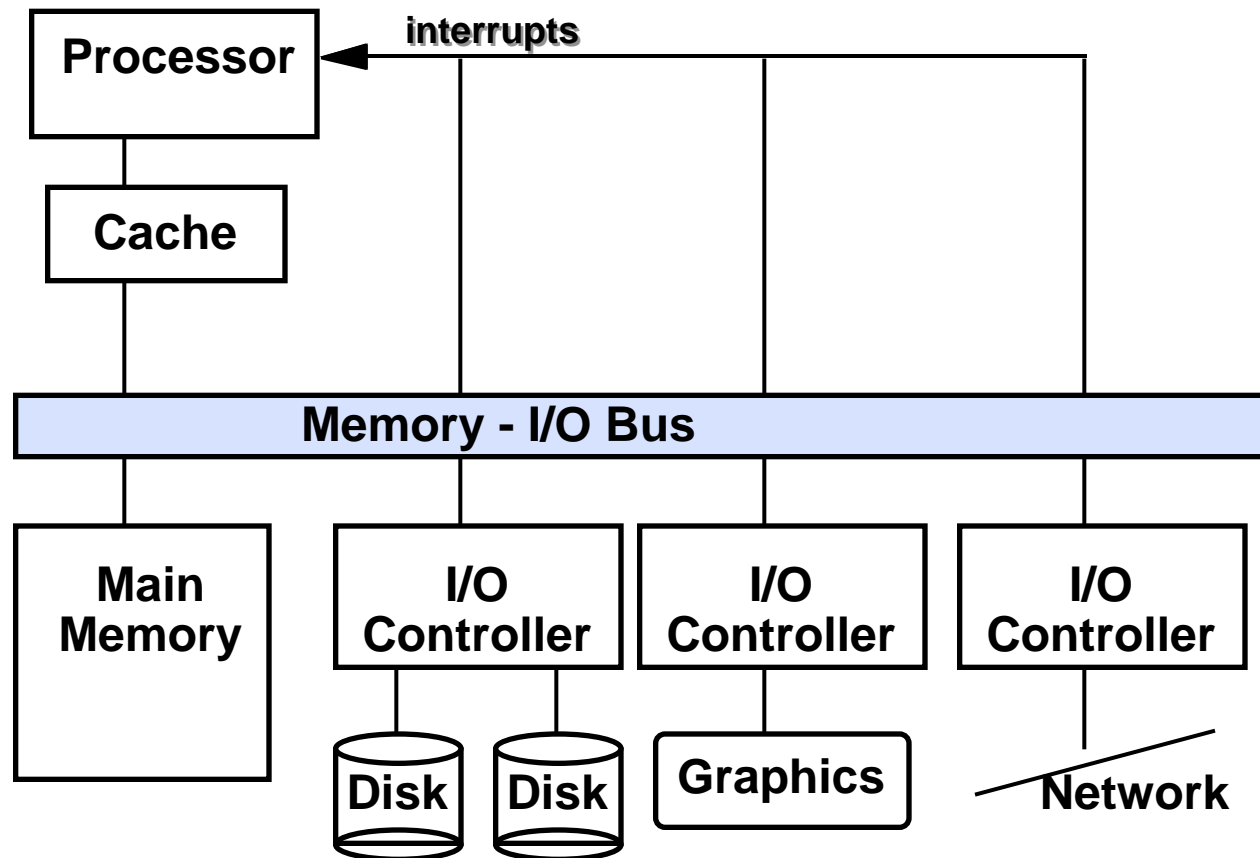 interrupts
Processor
Cache
Memory - I/O Bus
Main
Memory
I/O
Controller
I/O
Controller
I/O
Controller
Disk
Disk
Graphics
Network